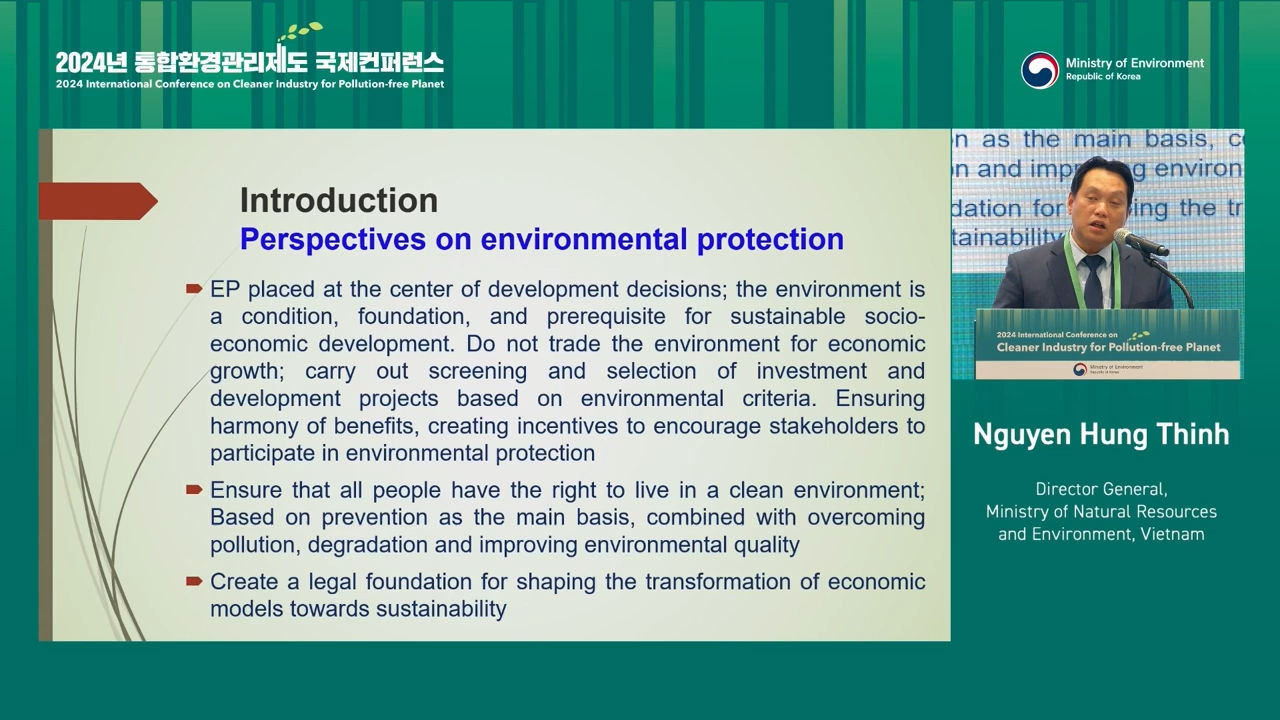 2024년 통합환경관리제도 국제컨퍼런스
2024 International Conference on Cleaner Industry for Pollution-free Planet
Ministry of Environment
Republic of Korea
Introduction
Perspectives on environmental protection
EP placed at the center of development decisions; the environment is
a condition, foundation, and prerequisite for sustainable socio-
economic development. Do not trade the environment for economic
growth; carry out screening and selection of investment and
development projects based on environmental criteria. Ensuring
harmony of benefits, creating incentives to encourage stakeholders to
participate in environmental protection
Ensure that all people have the right to live in a clean environment;
Based on prevention as the main basis, combined with overcoming
pollution, degradation and improving environmental quality
Create a legal foundation for shaping the transformation of economic
models towards sustainability
as the main basis,
and environ
for the
2024 International Conference on
Cleaner Industry for Pollution-free Planet
Ministry of Environment
Republic of Korea
Nguyen Hung Thinh
Director General,
Ministry of Natural Resources
and Environment, Vietnam